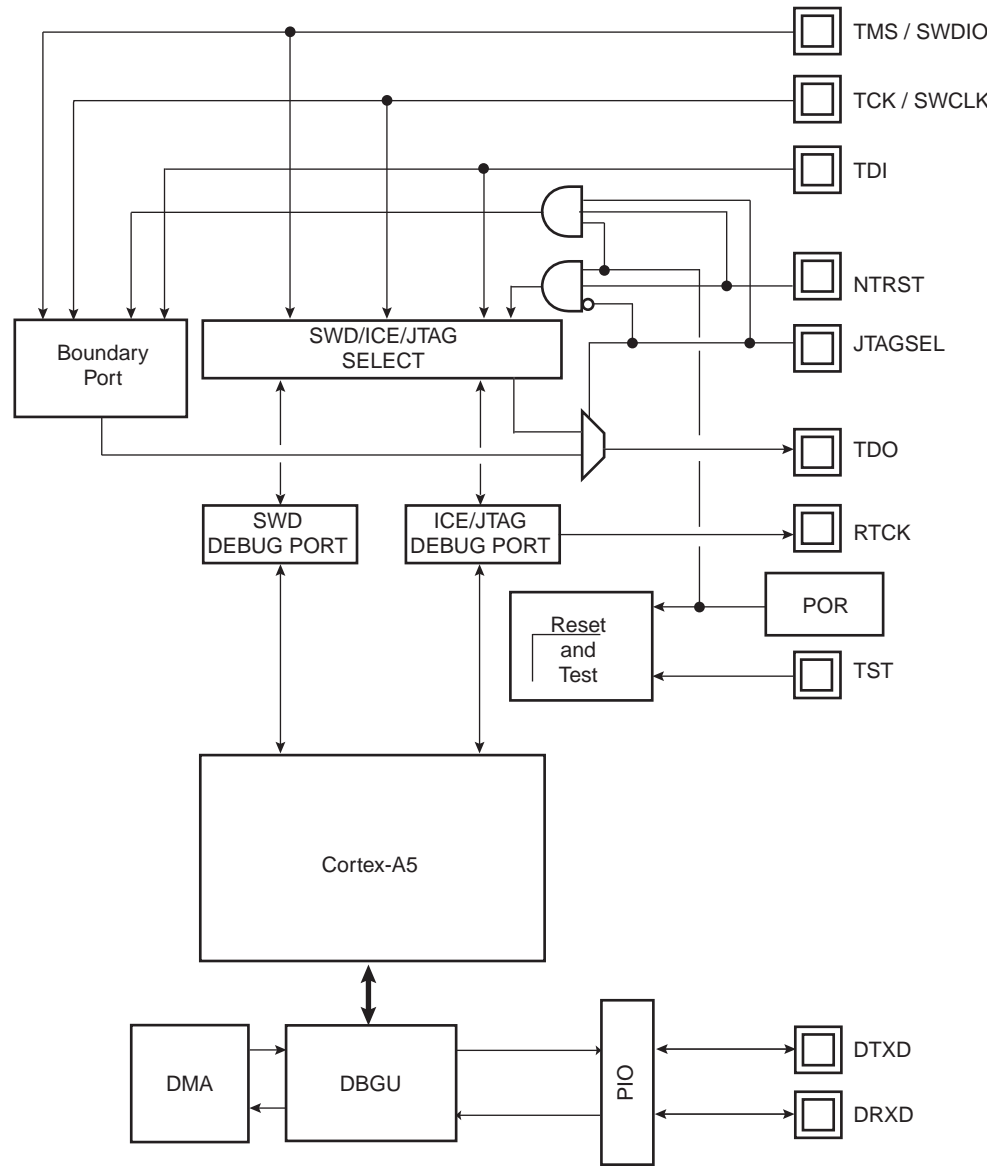 TMS / SWDIO
TCK / SWCLK
TDI
NTRST
JTAGSEL
SWD/ICE/JTAG
SELECT
Boundary
Port
TDO
SWD
DEBUG PORT
ICE/JTAG
DEBUG PORT
RTCK
POR
Reset
and
Test
TST
Cortex-A5
DMA
DBGU
PIO
DTXD
DRXD